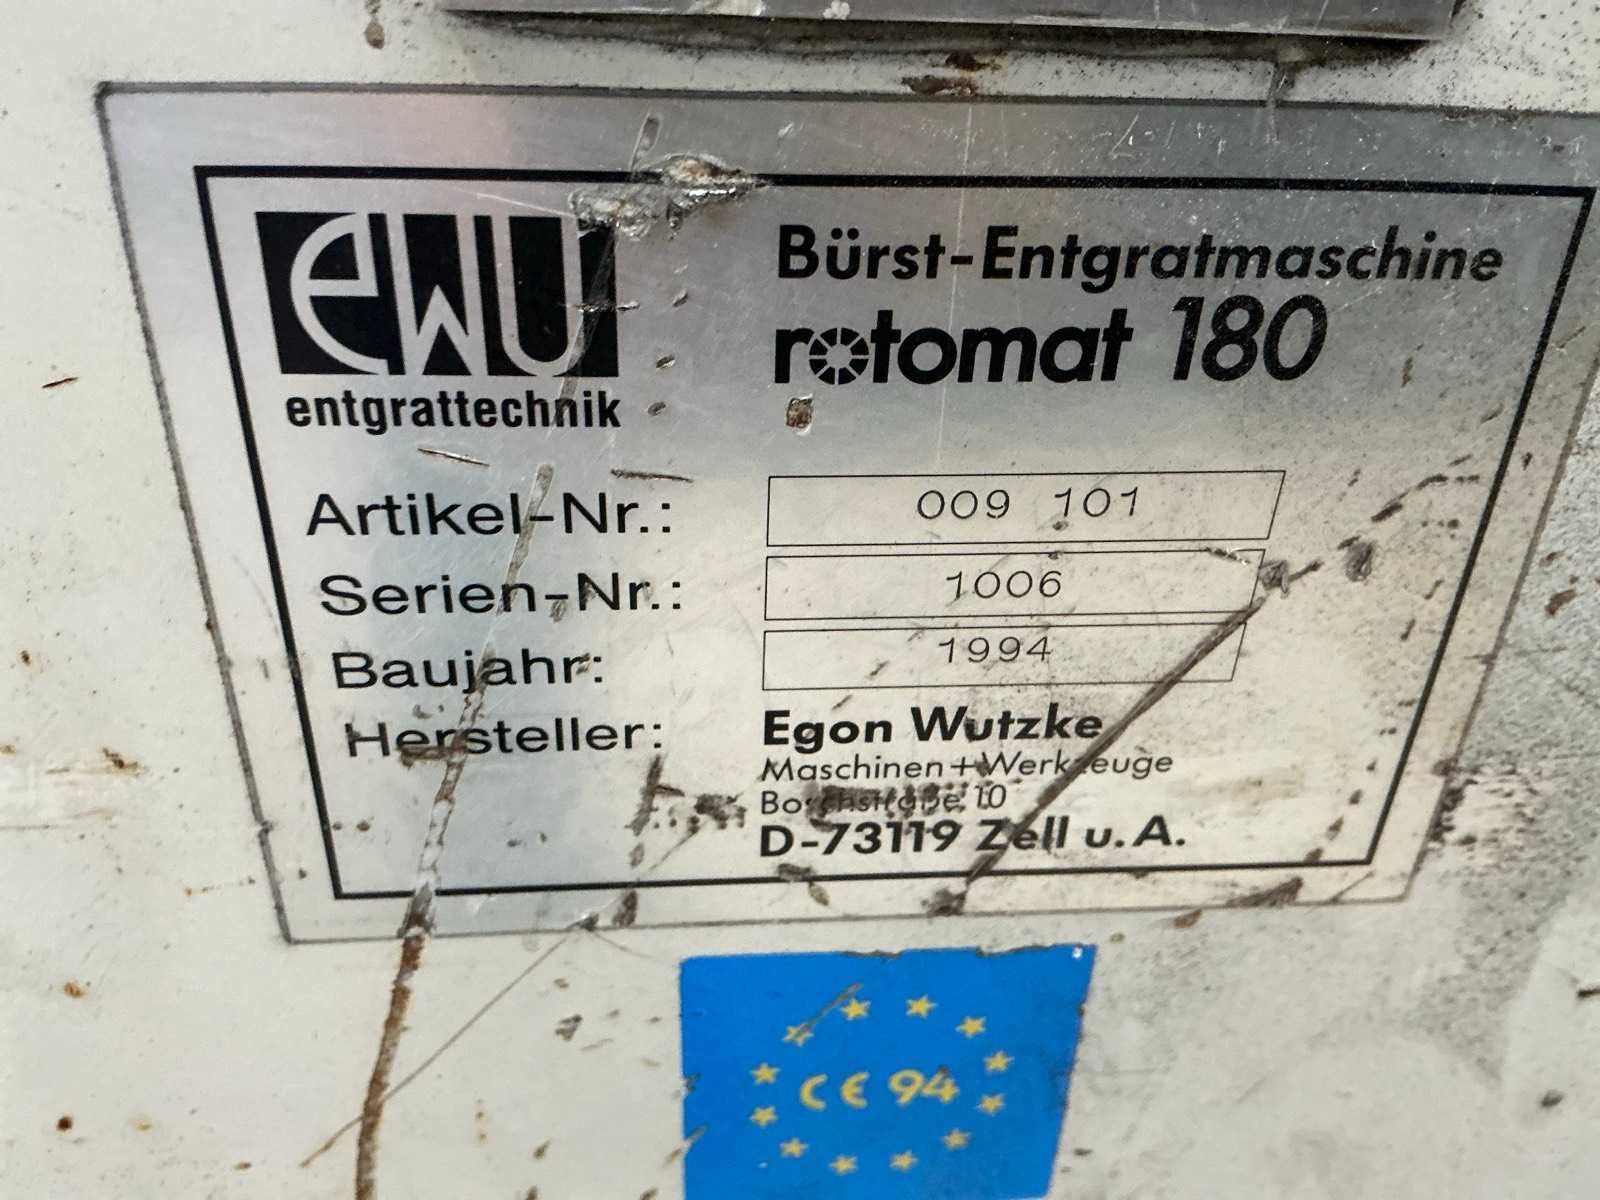 ewu
entgrattechnik
Bürst-Entgratmaschine
rotomat 180
Artikel-Nr.: 009 101
Serien-Nr.: 1006
Baujahr: 1994
Hersteller: Egon Wutzke
Maschinen+Werkzeuge
Boschstraße 10
D-73119 Zell u. A.
CE 94